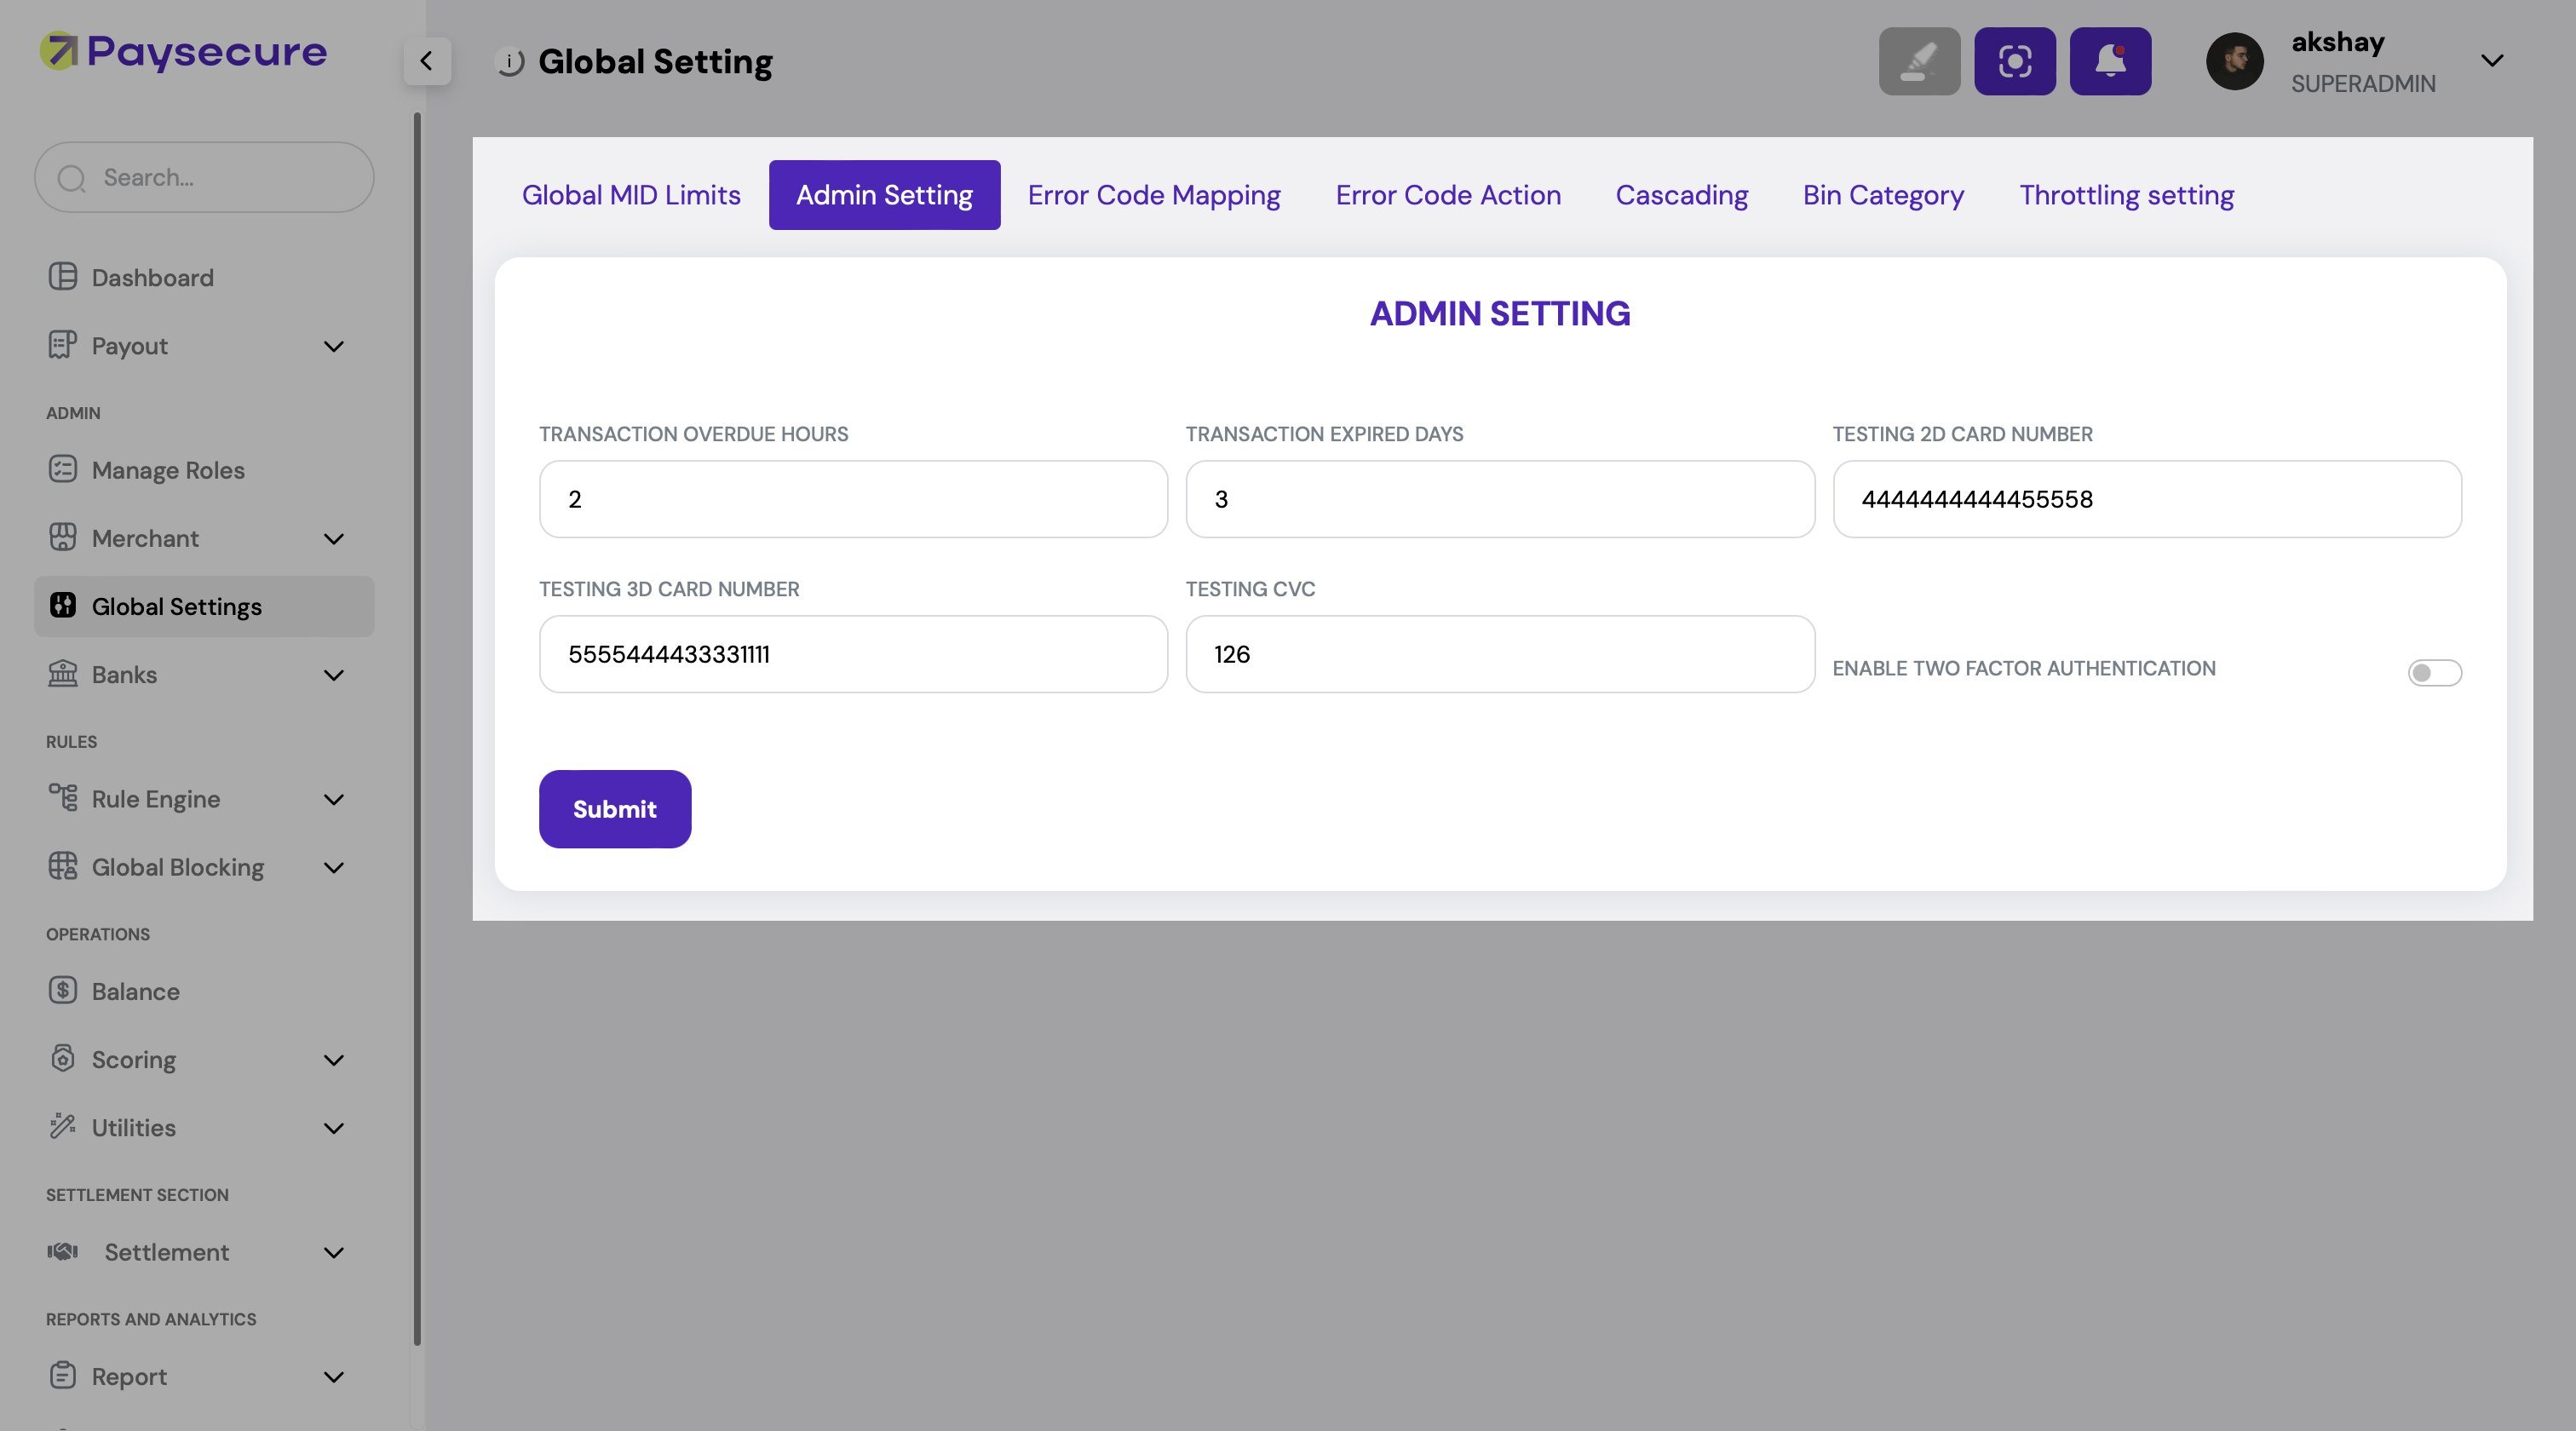 Paysecure
Global Setting
akshay
SUPERADMIN
Search...
Dashboard
Payout
ADMIN
Manage Roles
Merchant
Global Settings
Banks
RULES
Rule Engine
Global Blocking
OPERATIONS
Balance
Scoring
Utilities
SETTLEMENT SECTION
Settlement
REPORTS AND ANALYTICS
Report
Global MID Limits Admin Setting Error Code Mapping Error Code Action Cascading Bin Category Throttling setting
ADMIN SETTING
TRANSACTION OVERDUE HOURS
2
TRANSACTION EXPIRED DAYS
3
TESTING 2D CARD NUMBER
4444444444455558
TESTING 3D CARD NUMBER
5555444433331111
TESTING CVC
126
ENABLE TWO FACTOR AUTHENTICATION
Submit